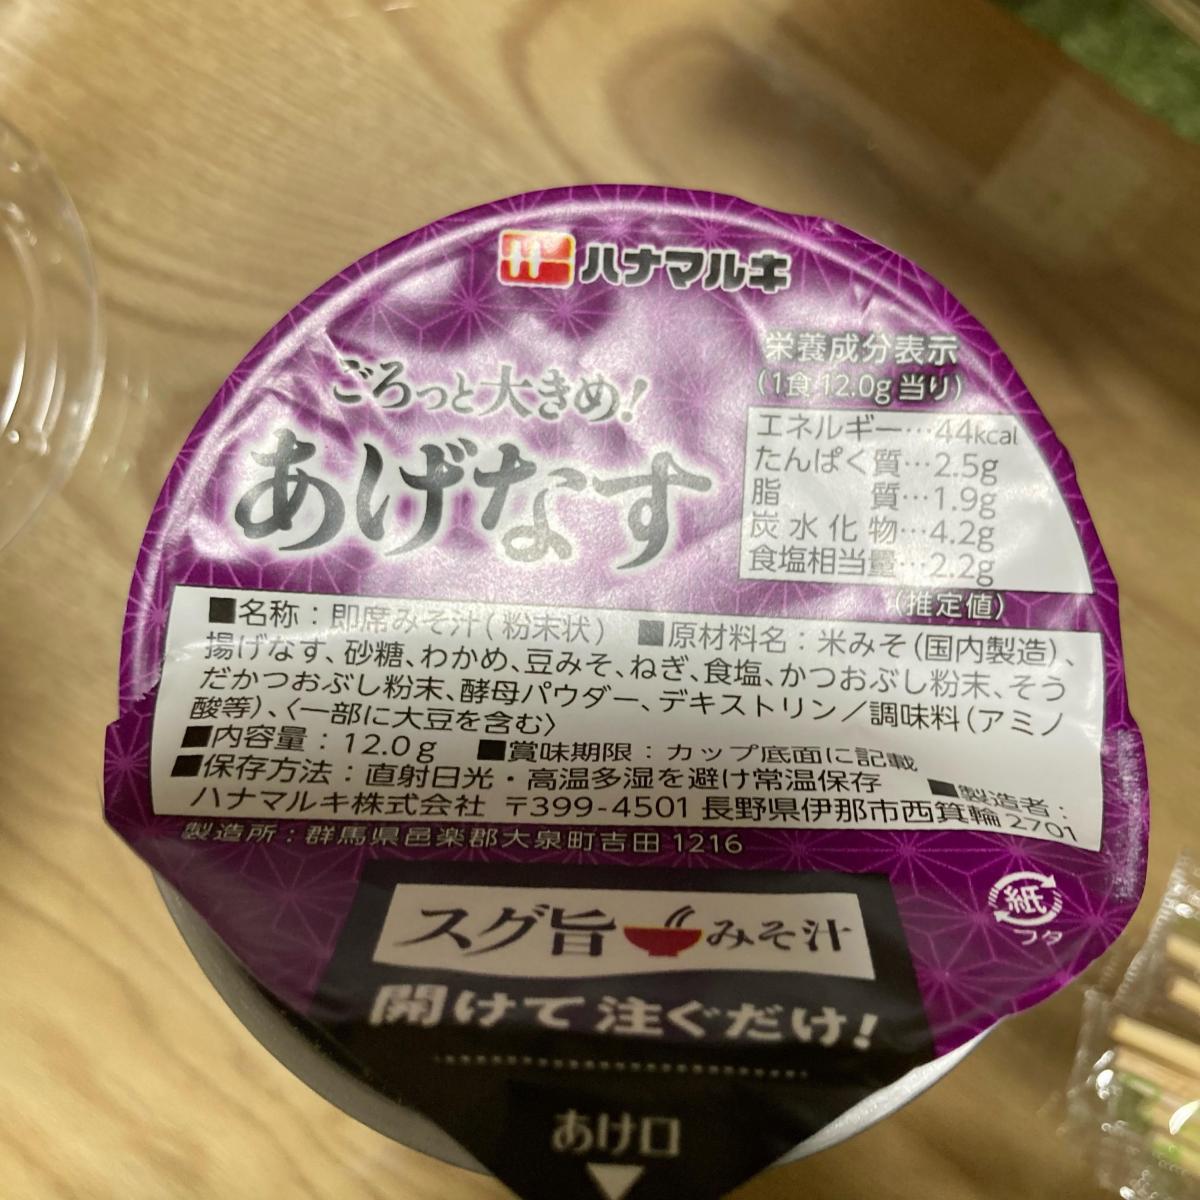 ハナマルキ
ごろっと大きめ!
あげなす
栄養成分表示
(1食12.0g当り)
エネルギー…44kcal
たんぱく質…2.5g
脂 質…1.9g
炭水化物…4.2g
食塩相当量…2.2g
(推定値)
■名称:即席みそ汁(粉末状) ■原材料名:米みそ(国内製造)、
揚げなす、砂糖、わかめ、豆みそ、ねぎ、食塩、かつおぶし粉末、そう
だかつおぶし粉末、酵母パウダー、デキストリン/調味料(アミノ
酸等)、〈一部に大豆を含む〉
■内容量:12.0g ■賞味期限:カップ底面に記載
■保存方法:直射日光・高温多湿を避け常温保存 ■製造者:
ハナマルキ株式会社 〒399-4501 長野県伊那市西箕輪2701
製造所:群馬県邑楽郡大泉町吉田1216
紙
フタ
スグ旨みそ汁
開けて注ぐだけ!
あけ口